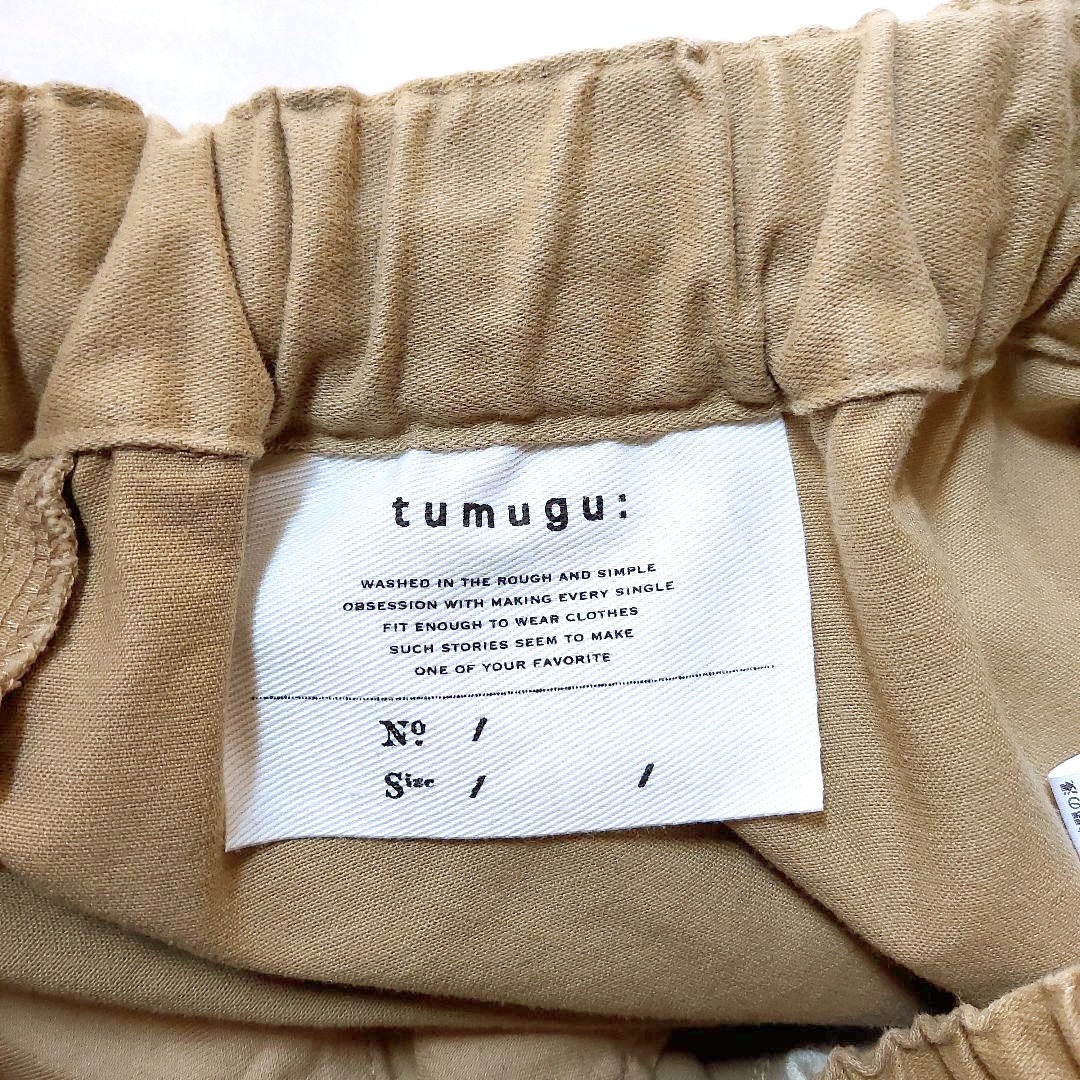 tumugu:
WASHED IN THE ROUGH AND SIMPLE
OBSESSION WITH MAKING EVERY SINGLE
FIT ENOUGH TO WEAR CLOTHES
SUCH STORIES SEEM TO MAKE
ONE OF YOUR FAVORITE
No /
Size / /